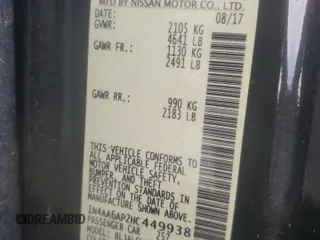 MFD BY NISSAN MOTOR CO., LTD.
08/17
GVWR: 2105 KG
4641 LB
GAWR FR.: 1130 KG
2491 LB
GAWR RR.: 990 KG
2183 LB
THIS VEHICLE CONFORMS TO ALL
APPLICABLE FEDERAL MOTOR VEHICLE
SAFETY, BUMPER, AND THEFT
PREVENTION STANDARDS IN
EFFECT ON THE DATE OF
MANUFACTURE SHOWN ABOVE.
1N4AA6AP2HC449938
PASSENGER CAR
MODEL:
DREAMBID